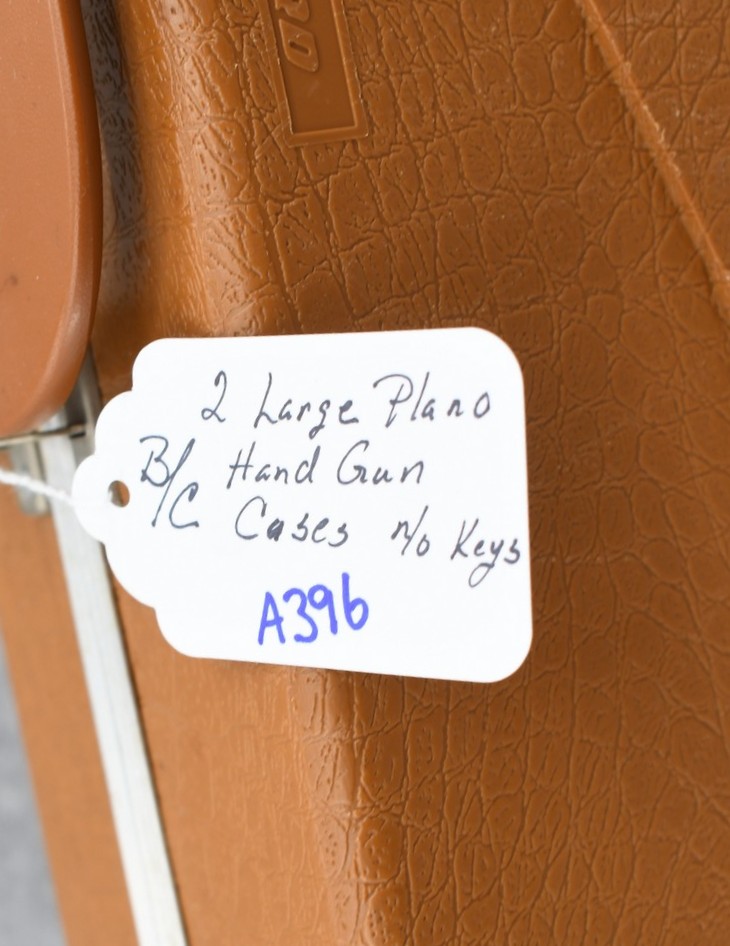 2 Large Plano
B/C Hand Gun
Cases n/o Keys
A396